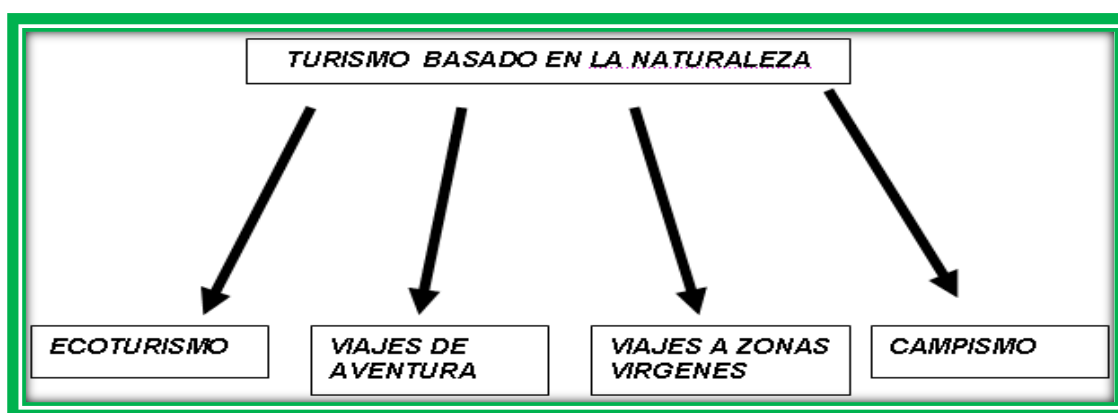 TURISMO BASADO EN LA NATURALEZA
ECOTURISMO
VIAJES DE
AVENTURA
VIAJES A ZONAS
VIRGENES
CAMPISMO